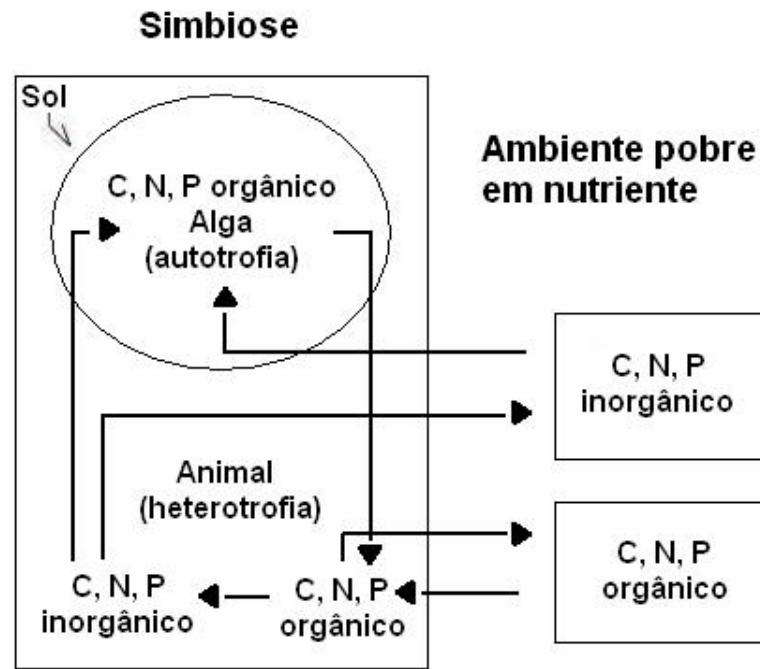 Simbiose
Sol
C, N, P orgânico
Alga
(autotrofia)
Ambiente pobre
em nutriente
C, N, P
inorgânico
Animal
(heterotrofia)
C, N, P
inorgânico
C, N, P
orgânico
C, N, P
orgânico